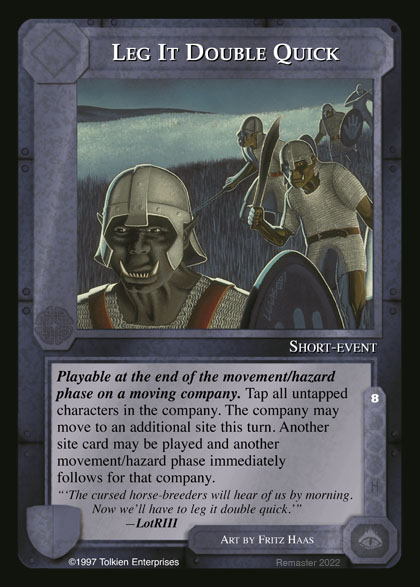 LEG IT DOUBLE QUICK
SHORT-EVENT
Playable at the end of the movement/hazard
phase on a moving company. Tap all untapped
characters in the company. The company may
move to an additional site this turn. Another
site card may be played and another
movement/hazard phase immediately
follows for that company.
8
"‘The cursed horse-breeders will hear of us by morning.
Now we'll have to leg it double quick.’"
—LotRIII
H
ART BY FRITZ HAAS
©1997 Tolkien Enterprises
Remaster 2022